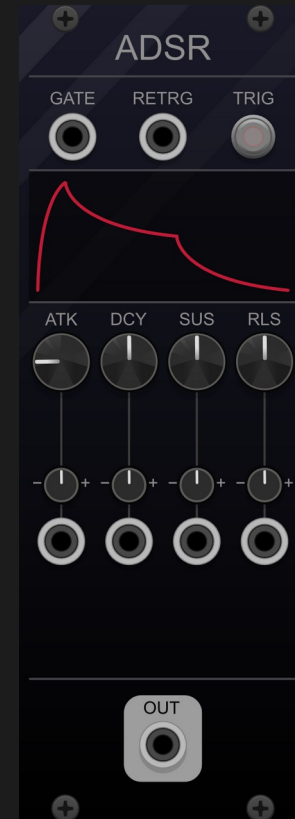 ADSR
GATE RETRG TRIG
ATK DCY SUS RLS
- + - + - + - +
OUT